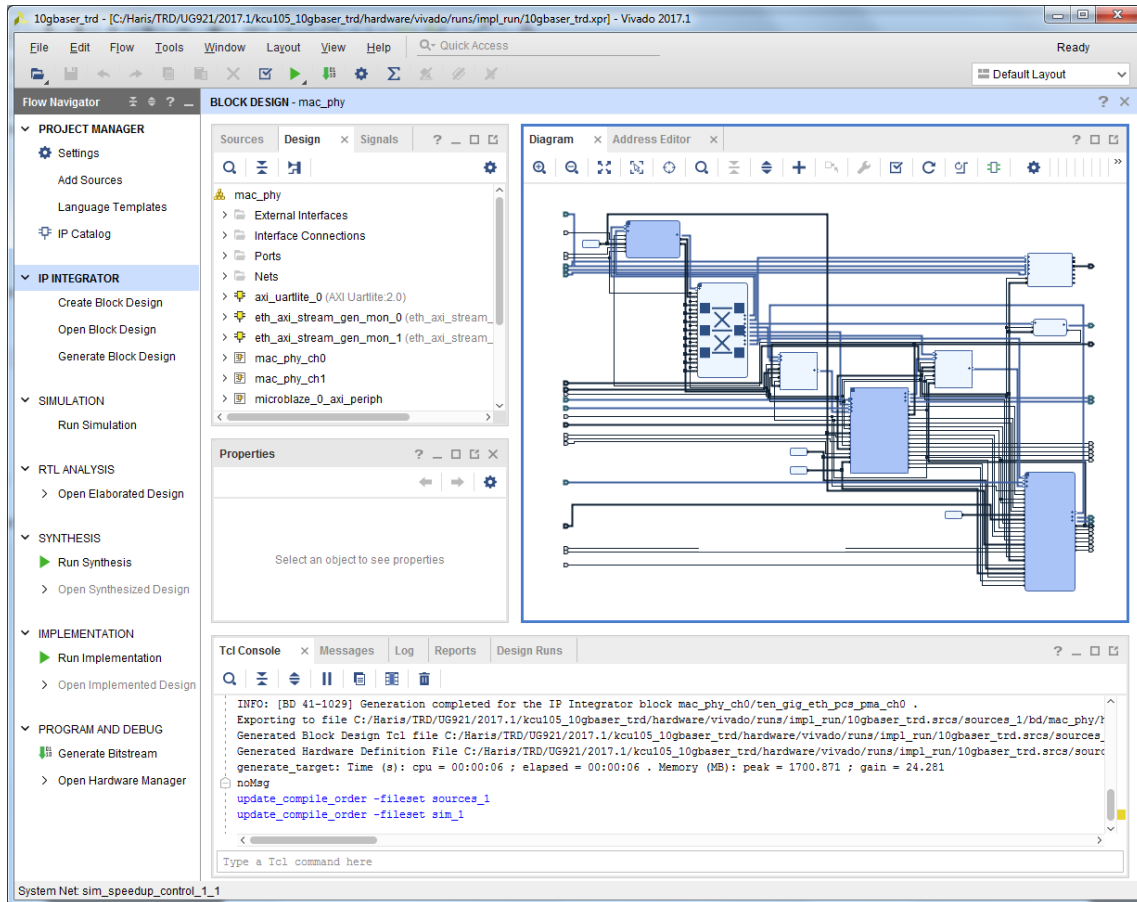 10gbaser_trd - [C:/Haris/TRD/UG921/2017.1/kcu105_10gbaser_trd/hardware/vivado/runs/impl_run/10gbaser_trd.xpr] - Vivado 2017.1
File Edit Flow Tools Window Layout View Help Quick Access Ready
Default Layout
Flow Navigator
BLOCK DESIGN - mac_phy
PROJECT MANAGER
Settings
Add Sources
Language Templates
IP Catalog
IP INTEGRATOR
Create Block Design
Open Block Design
Generate Block Design
SIMULATION
Run Simulation
RTL ANALYSIS
Open Elaborated Design
SYNTHESIS
Run Synthesis
Open Synthesized Design
IMPLEMENTATION
Run Implementation
Open Implemented Design
PROGRAM AND DEBUG
Generate Bitstream
Open Hardware Manager
Sources Design Signals
mac_phy
External Interfaces
Interface Connections
Ports
Nets
axi_uartlite_0 (AXI Uartlite:2.0)
eth_axi_stream_gen_mon_0 (eth_axi_stream_
eth_axi_stream_gen_mon_1 (eth_axi_stream_
mac_phy_ch0
mac_phy_ch1
microblaze_0_axi_periph
Properties
Select an object to see properties
Diagram Address Editor
Tcl Console Messages Log Reports Design Runs
INFO: [BD 41-1029] Generation completed for the IP Integrator block mac_phy_ch0/ten_gig_eth_pcs_pma_ch0 .
Exporting to file C:/Haris/TRD/UG921/2017.1/kcu105_10gbaser_trd/hardware/vivado/runs/impl_run/10gbaser_trd.srcs/sources_1/bd/mac_phy/h
Generated Block Design Tcl file C:/Haris/TRD/UG921/2017.1/kcu105_10gbaser_trd/hardware/vivado/runs/impl_run/10gbaser_trd.srcs/sources_
Generated Hardware Definition File C:/Haris/TRD/UG921/2017.1/kcu105_10gbaser_trd/hardware/vivado/runs/impl_run/10gbaser_trd.srcs/sourc
generate_target: Time (s): cpu = 00:00:06 ; elapsed = 00:00:06 . Memory (MB): peak = 1700.871 ; gain = 24.281
noMsg
update_compile_order -fileset sources_1
update_compile_order -fileset sim_1
Type a Tcl command here
System Net: sim_speedup_control_1_1